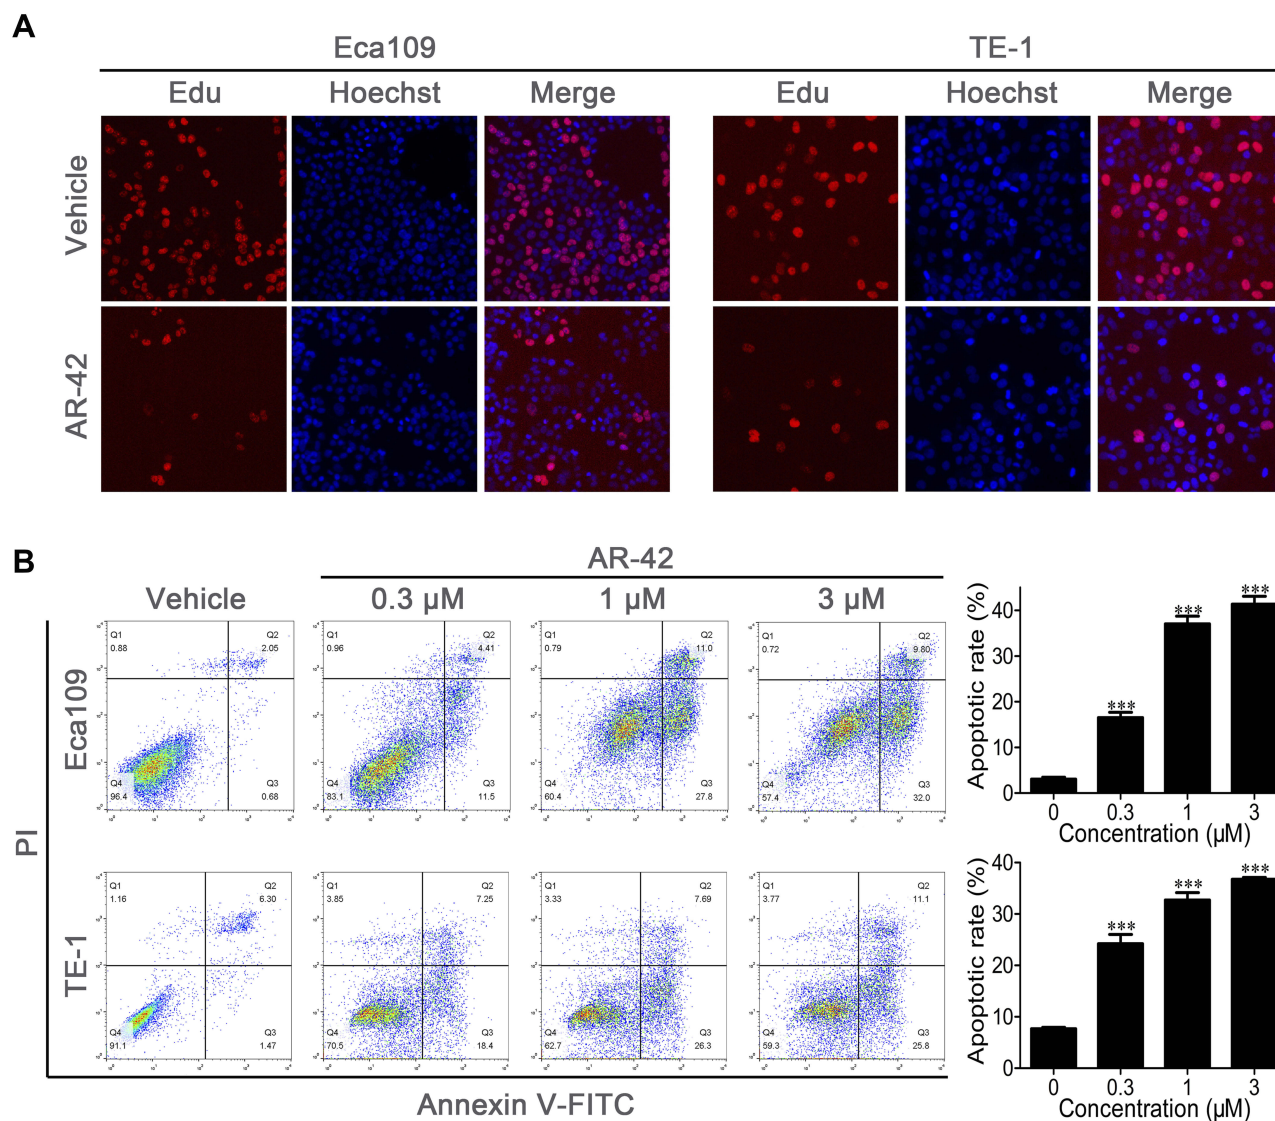 A
Eca109 TE-1
Edu Hoechst Merge Edu Hoechst Merge
Vehicle
AR-42
B
AR-42
Vehicle 0.3 µM 1 µM 3 µM
PI
Eca109
Q1
0.88
Q2
2.05
Q4
96.4
Q3
0.68
Q1
0.96
Q2
4.41
Q4
83.1
Q3
11.5
Q1
0.79
Q2
11.0
Q4
60.4
Q3
27.8
Q1
0.72
Q2
9.80
Q4
57.4
Q3
32.0
Apoptotic rate (%)
40
30
20
10
0
***
***
***
0 0.3 1 3
Concentration (µM)
TE-1
Q1
1.16
Q2
6.30
Q4
91.1
Q3
1.47
Q1
3.85
Q2
7.25
Q4
70.5
Q3
18.4
Q1
3.33
Q2
7.69
Q4
62.7
Q3
26.3
Q1
3.77
Q2
11.1
Q4
59.3
Q3
25.8
Apoptotic rate (%)
40
30
20
10
0
***
***
***
0 0.3 1 3
Concentration (µM)
Annexin V-FITC